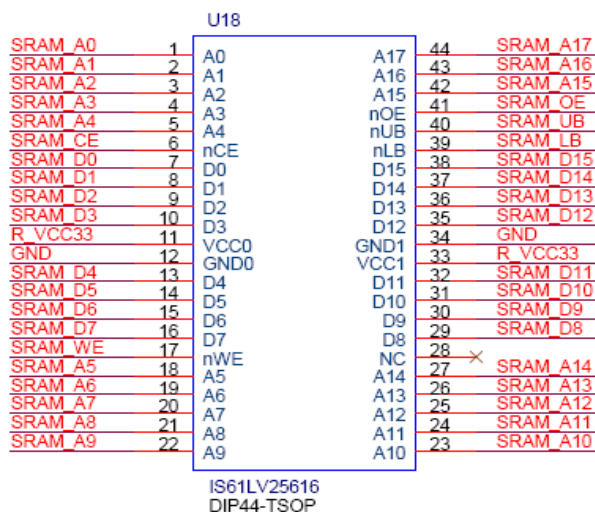 U18
SRAM_A0 1 A0 A17 44 SRAM_A17
SRAM_A1 2 A1 A16 43 SRAM_A16
SRAM_A2 3 A2 A15 42 SRAM_A15
SRAM_A3 4 A3 nOE 41 SRAM_OE
SRAM_A4 5 A4 nUB 40 SRAM_UB
SRAM_CE 6 nCE nLB 39 SRAM_LB
SRAM_D0 7 D0 D15 38 SRAM_D15
SRAM_D1 8 D1 D14 37 SRAM_D14
SRAM_D2 9 D2 D13 36 SRAM_D13
SRAM_D3 10 D3 D12 35 SRAM_D12
R_VCC33 11 VCC0 GND1 34 GND
GND 12 GND0 VCC1 33 R_VCC33
SRAM_D4 13 D4 D11 32 SRAM_D11
SRAM_D5 14 D5 D10 31 SRAM_D10
SRAM_D6 15 D6 D9 30 SRAM_D9
SRAM_D7 16 D7 D8 29 SRAM_D8
SRAM_WE 17 nWE NC 28
SRAM_A5 18 A5 A14 27 SRAM_A14
SRAM_A6 19 A6 A13 26 SRAM_A13
SRAM_A7 20 A7 A12 25 SRAM_A12
SRAM_A8 21 A8 A11 24 SRAM_A11
SRAM_A9 22 A9 A10 23 SRAM_A10
IS61LV25616
DIP44-TSOP